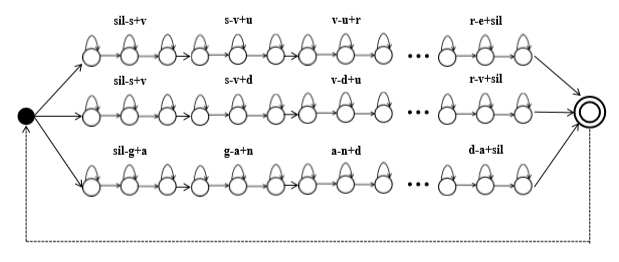 sil-s+v s-v+u v-u+r r-e+sil
sil-s+v s-v+d v-d+u r-v+sil
sil-g+a g-a+n a-n+d d-a+sil